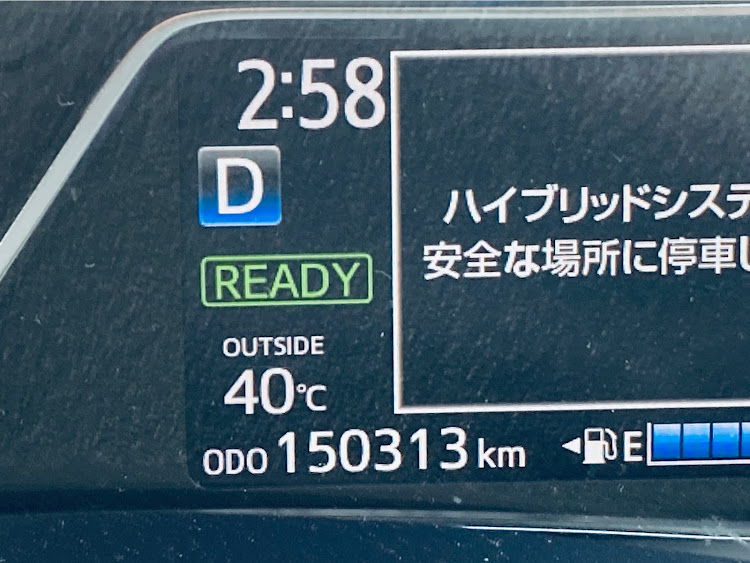 2:58
D
ハイブリッドシステ
安全な場所に停車し
READY
OUTSIDE
40℃
ODO 150313 km
E